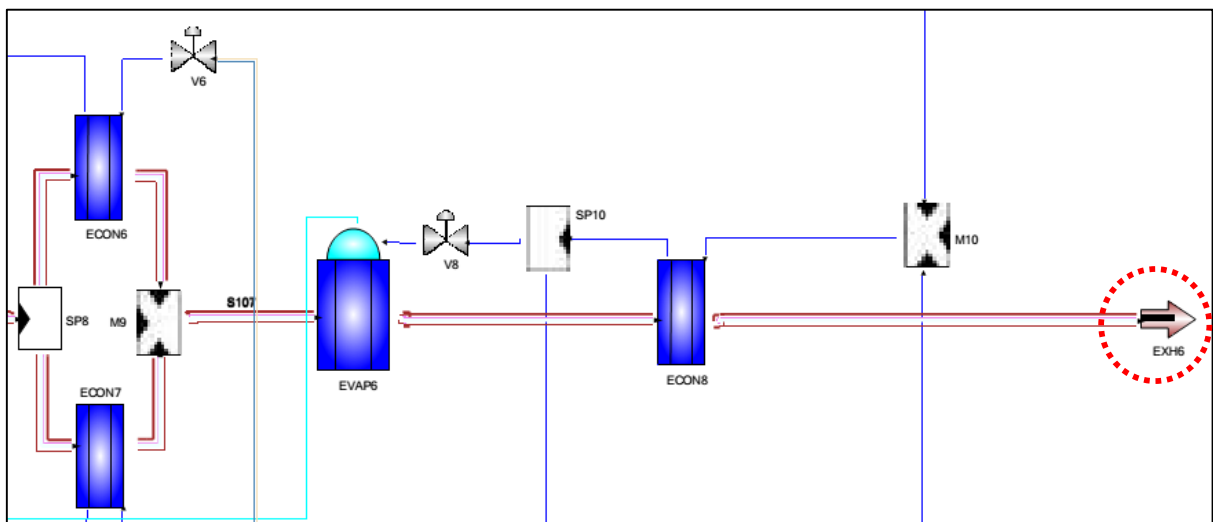 V6
ECON6
SP10
V8
M10
S107
SP8
M9
EXH6
ECON8
EVAP6
ECON7